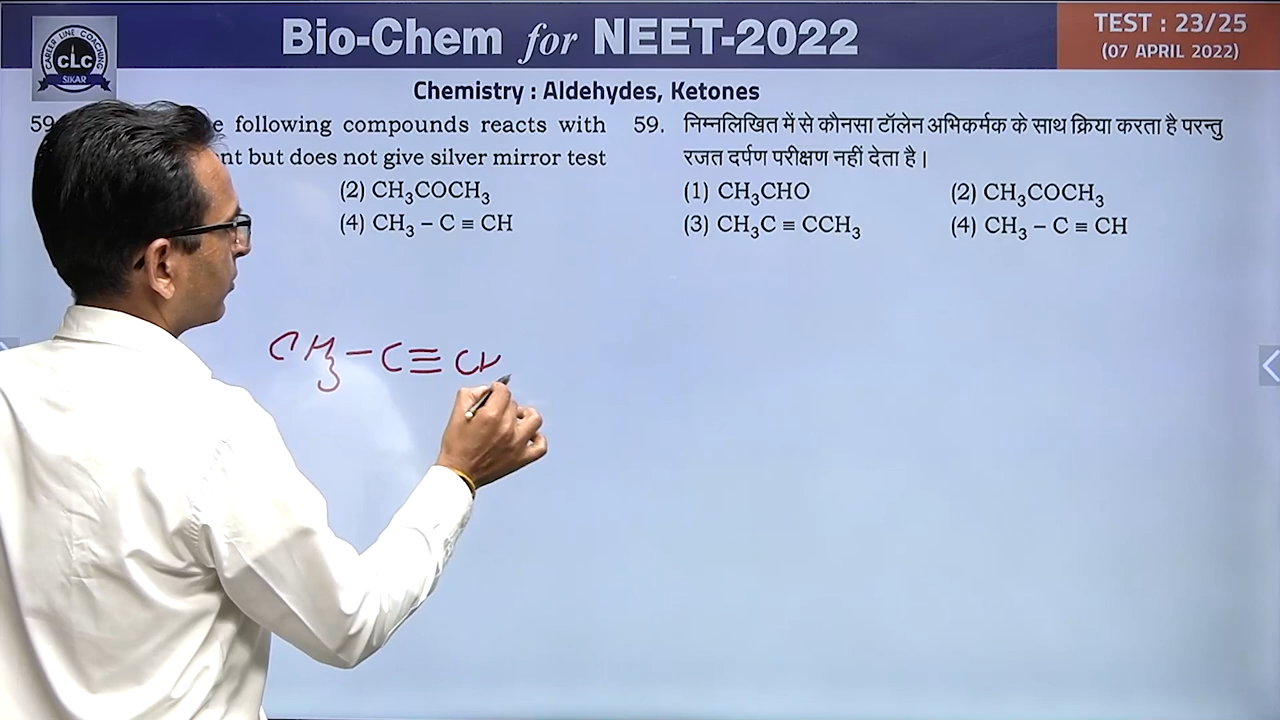 Bio-Chem for NEET-2022
TEST : 23/25
(07 APRIL 2022)
CAREER LINE COACHING
CLC
SIKAR
Chemistry : Aldehydes, Ketones
59
following compounds reacts with
but does not give silver mirror test
(2) CH₃COCH₃
(4) CH₃ – C ≡ CH
59. निम्नलिखित में से कौनसा टॉलेन अभिकर्मक के साथ क्रिया करता है परन्तु
रजत दर्पण परीक्षण नहीं देता है।
(1) CH₃CHO (2) CH₃COCH₃
(3) CH₃C ≡ CCH₃ (4) CH₃ – C ≡ CH
CH₃–C≡CH